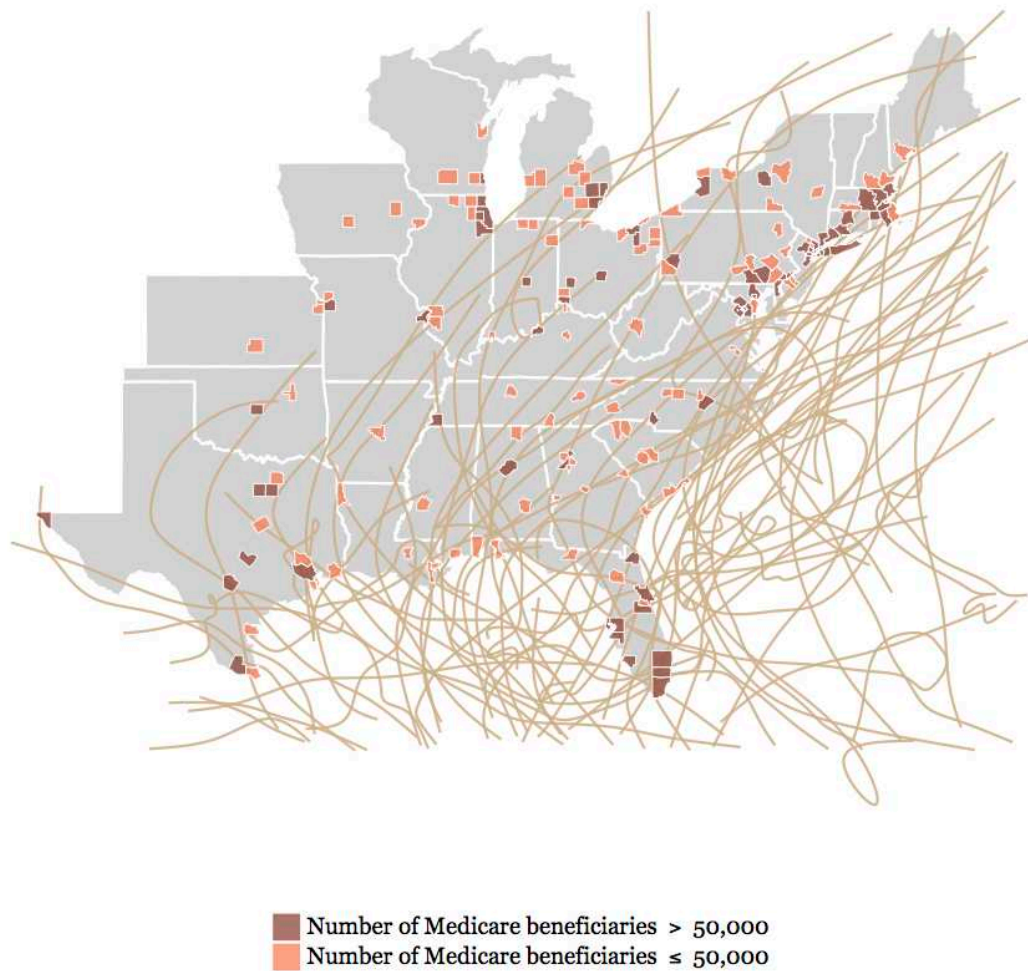 Number of Medicare beneficiaries > 50,000
Number of Medicare beneficiaries ≤ 50,000